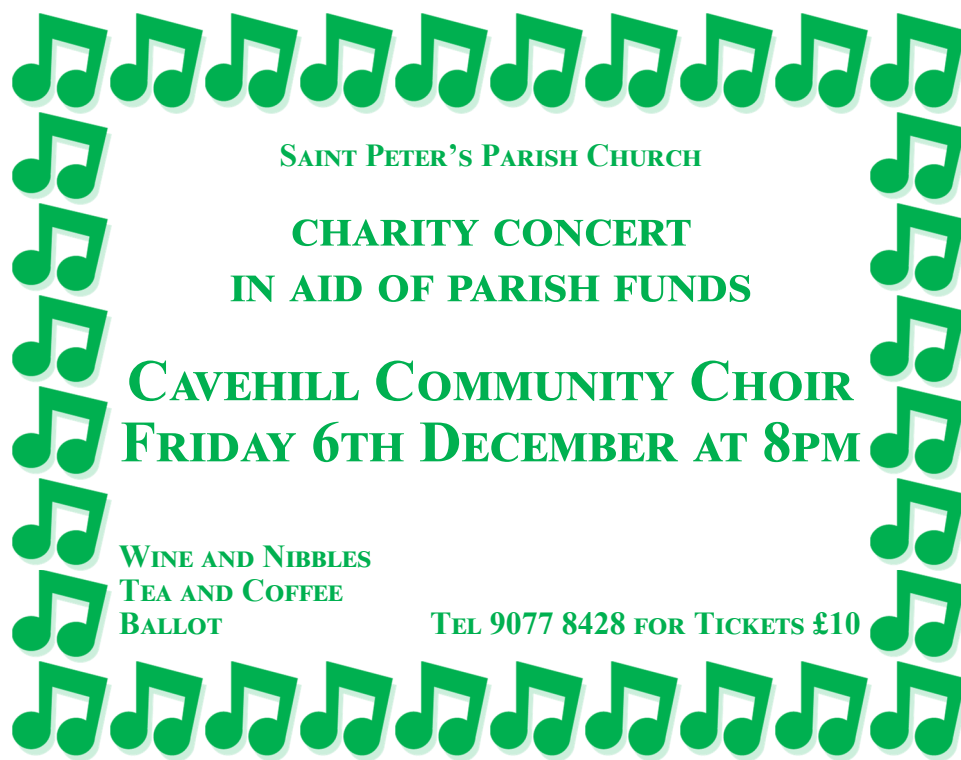 Saint Peter's Parish Church
CHARITY CONCERT
IN AID OF PARISH FUNDS
Cavehill Community Choir
Friday 6th December at 8pm
Wine and Nibbles
Tea and Coffee
Ballot
Tel 9077 8428 for Tickets £10